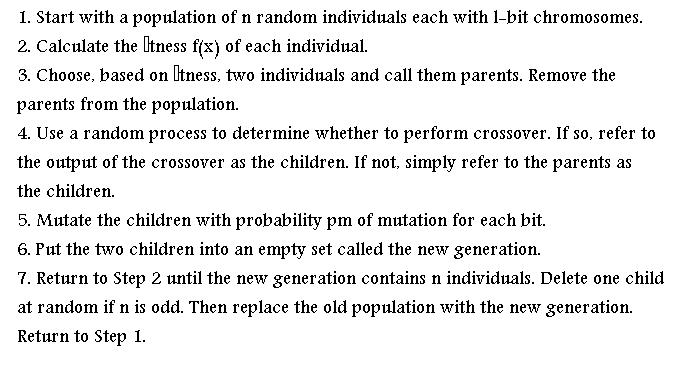 1. Start with a population of n random individuals each with l-bit chromosomes.
2. Calculate the □tness f(x) of each individual.
3. Choose, based on □tness, two individuals and call them parents. Remove the
parents from the population.
4. Use a random process to determine whether to perform crossover. If so, refer to
the output of the crossover as the children. If not, simply refer to the parents as
the children.
5. Mutate the children with probability pm of mutation for each bit.
6. Put the two children into an empty set called the new generation.
7. Return to Step 2 until the new generation contains n individuals. Delete one child
at random if n is odd. Then replace the old population with the new generation.
Return to Step 1.